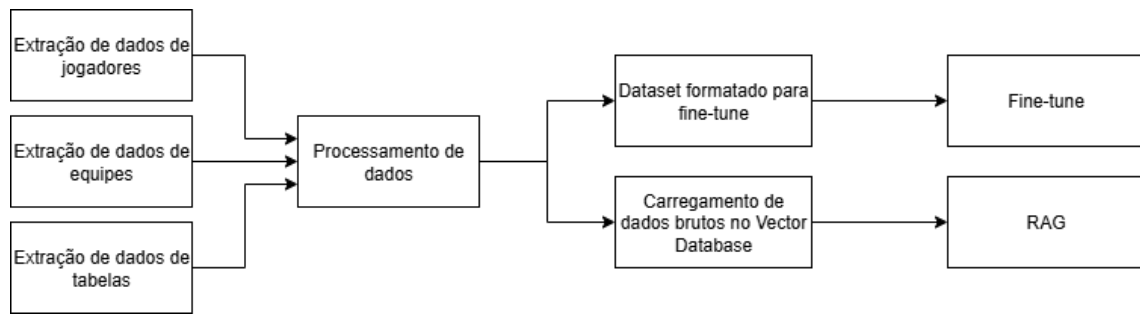 Extração de dados de
jogadores
Extração de dados de
equipes
Extração de dados de
tabelas
Processamento de
dados
Dataset formatado para
fine-tune
Fine-tune
Carregamento de
dados brutos no Vector
Database
RAG